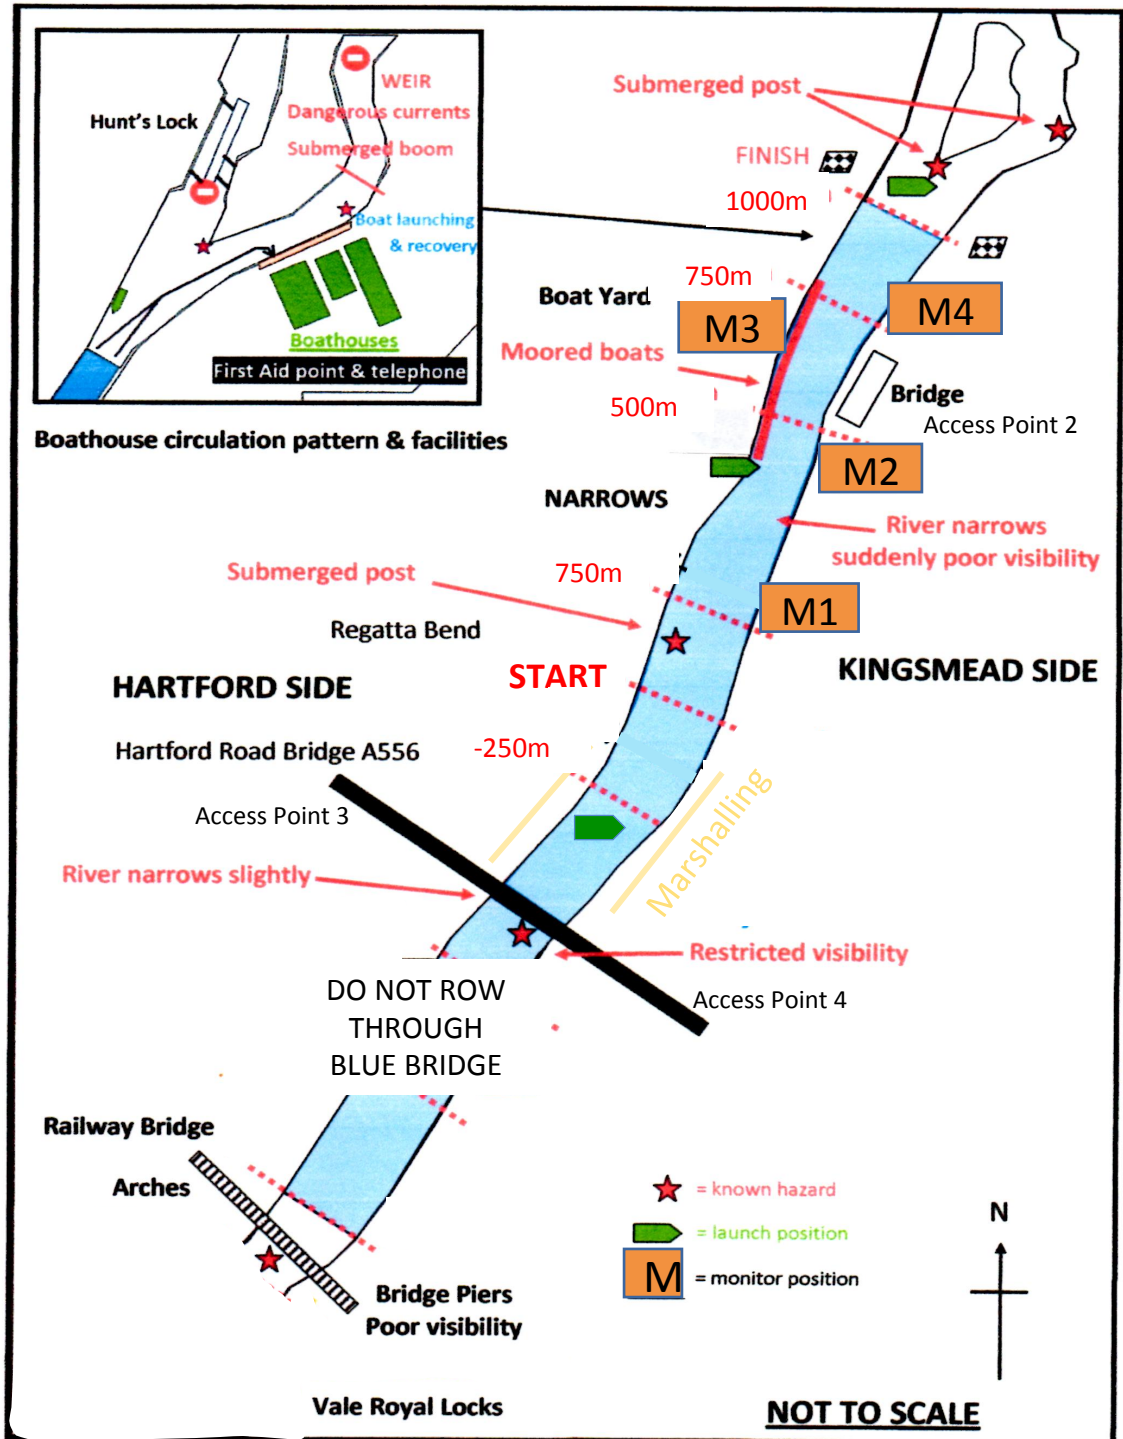 Submerged post
WEIR
Dangerous currents
Hunt's Lock
Submerged boom
FINISH
1000m
Boat launching
& recovery
Boathouses
First Aid point & telephone
Boathouse circulation pattern & facilities
750m
Boat Yard
M3
M4
Moored boats
Bridge
500m
Access Point 2
M2
NARROWS
River narrows
suddenly poor visibility
Submerged post
750m
M1
Regatta Bend
START
KINGSMEAD SIDE
HARTFORD SIDE
Hartford Road Bridge A556
-250m
Access Point 3
Marshalling
River narrows slightly
Restricted visibility
DO NOT ROW
THROUGH
BLUE BRIDGE
Access Point 4
Railway Bridge
Arches
= known hazard
N
= launch position
M
= monitor position
Bridge Piers
Poor visibility
Vale Royal Locks
NOT TO SCALE